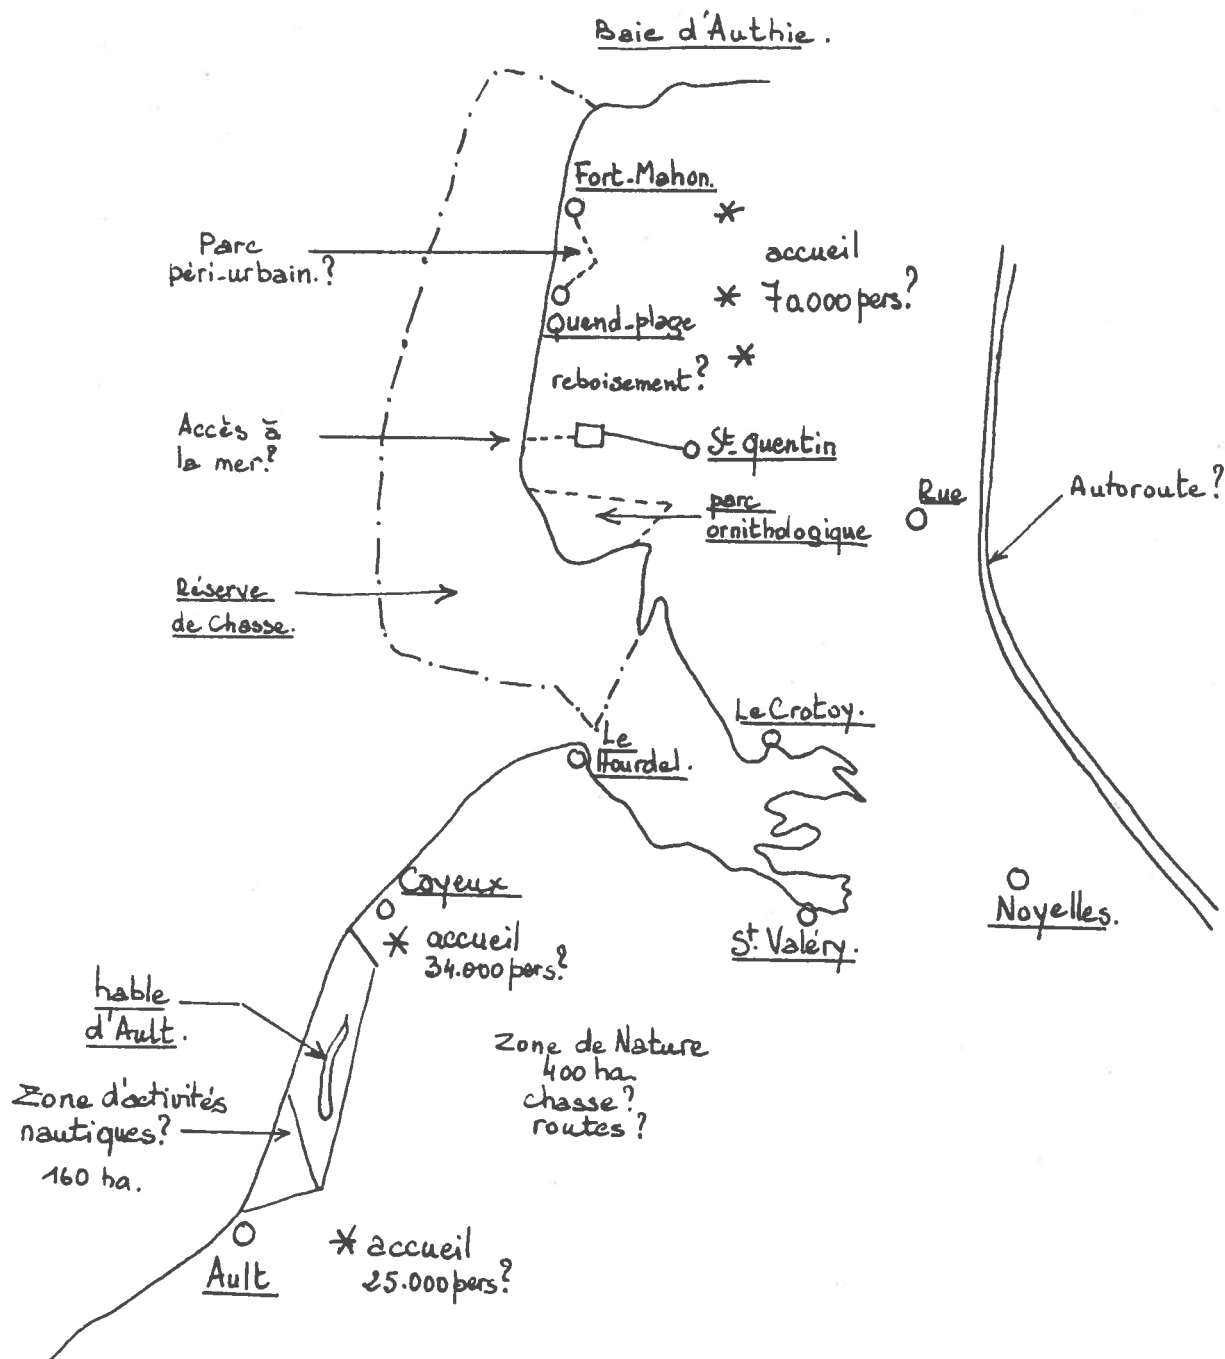 Baie d'Authie.
Fort-Mahon.
Parc
péri-urbain.?
accueil
70.000 pers.?
Quend-plage
reboisement?
Accès à
la mer?
St. Quentin
Rue
Autoroute?
parc
ornithologique
Réserve
de Chasse.
Le Crotoy.
Le
Hourdel.
Cayeux
accueil
34.000 pers?
St. Valéry.
Noyelles.
hable
d'Ault.
Zone de Nature
400 ha.
chasse?
routes?
Zone d'activités
nautiques?
160 ha.
Ault
accueil
25.000 pers?